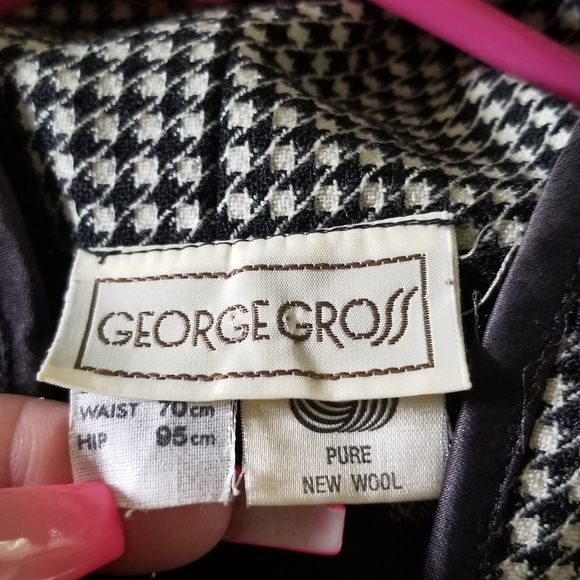 GEORGE GROSS
WAIST 70cm
HIP 95cm
PURE
NEW WOOL